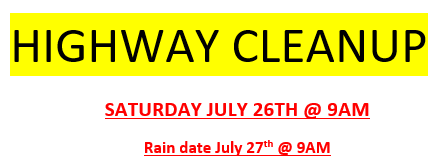 HIGHWAY CLEANUP
SATURDAY JULY 26TH @ 9AM
Rain date July 27th @ 9AM